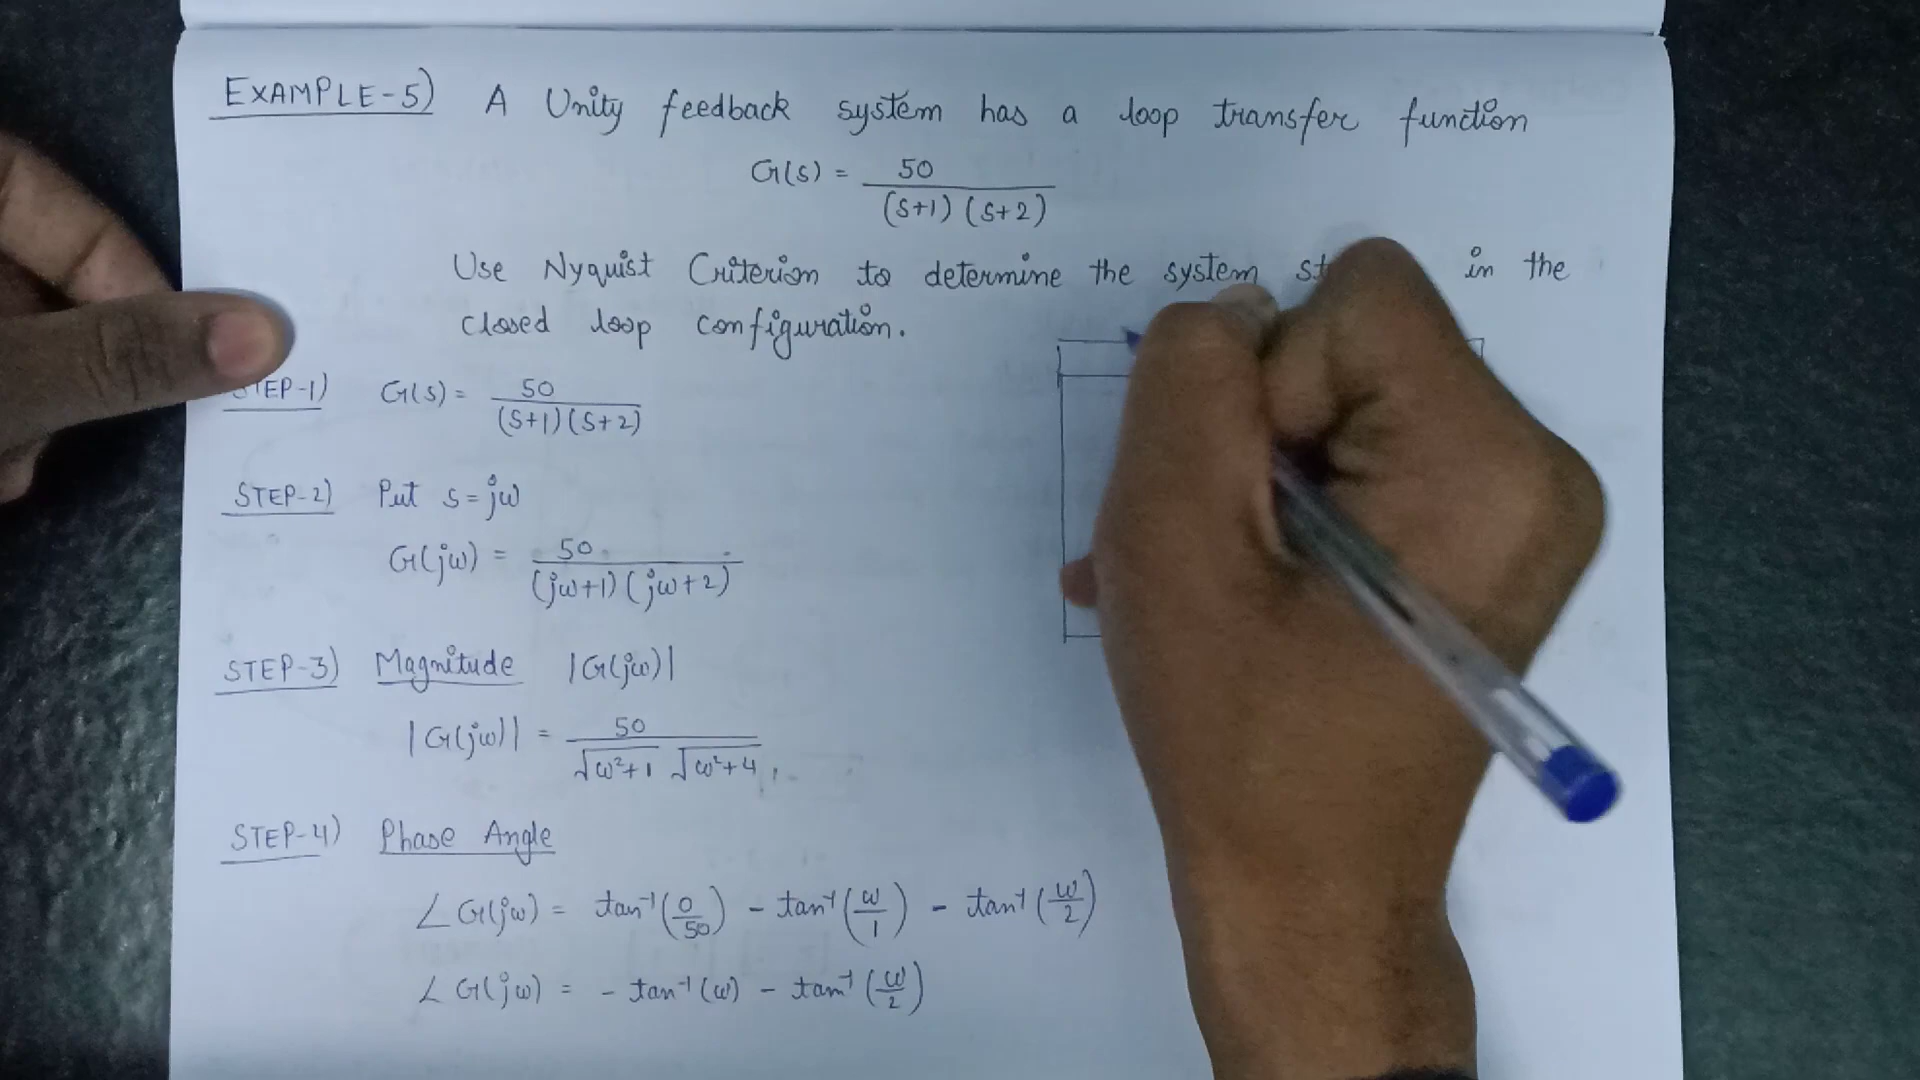 EXAMPLE-5) A Unity feedback system has a loop transfer function
G(s) = 50 / (s+1) (s+2)
Use Nyquist Criterion to determine the system in the
closed loop configuration.
STEP-1) G(s) = 50 / (s+1) (s+2)
STEP-2) Put s = jω
G(jω) = 50 / (jω+1) (jω+2)
STEP-3) Magnitude |G(jω)|
|G(jω)| = 50 / √ω²+1 √ω²+4
STEP-4) Phase Angle
∠G(jω) = tan⁻¹(0/50) - tan⁻¹(ω/1) - tan⁻¹(ω/2)
∠G(jω) = - tan⁻¹(ω) - tan⁻¹(ω/2)